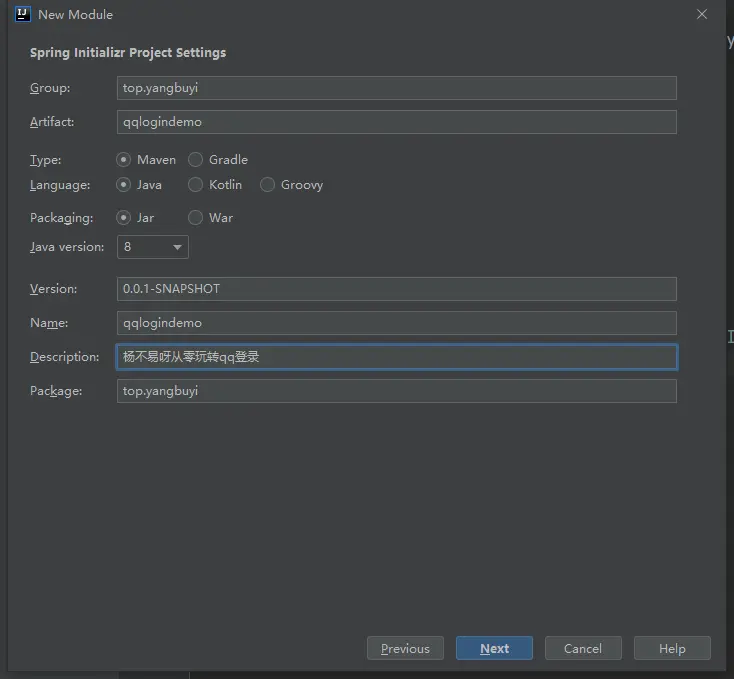 New Module
Spring Initializr Project Settings
Group: top.yangbuyi
Artifact: qqlogindemo
Type: Maven Gradle
Language: Java Kotlin Groovy
Packaging: Jar War
Java version: 8
Version: 0.0.1-SNAPSHOT
Name: qqlogindemo
Description: 杨不易呀从零玩转qq登录
Package: top.yangbuyi
Previous Next Cancel Help